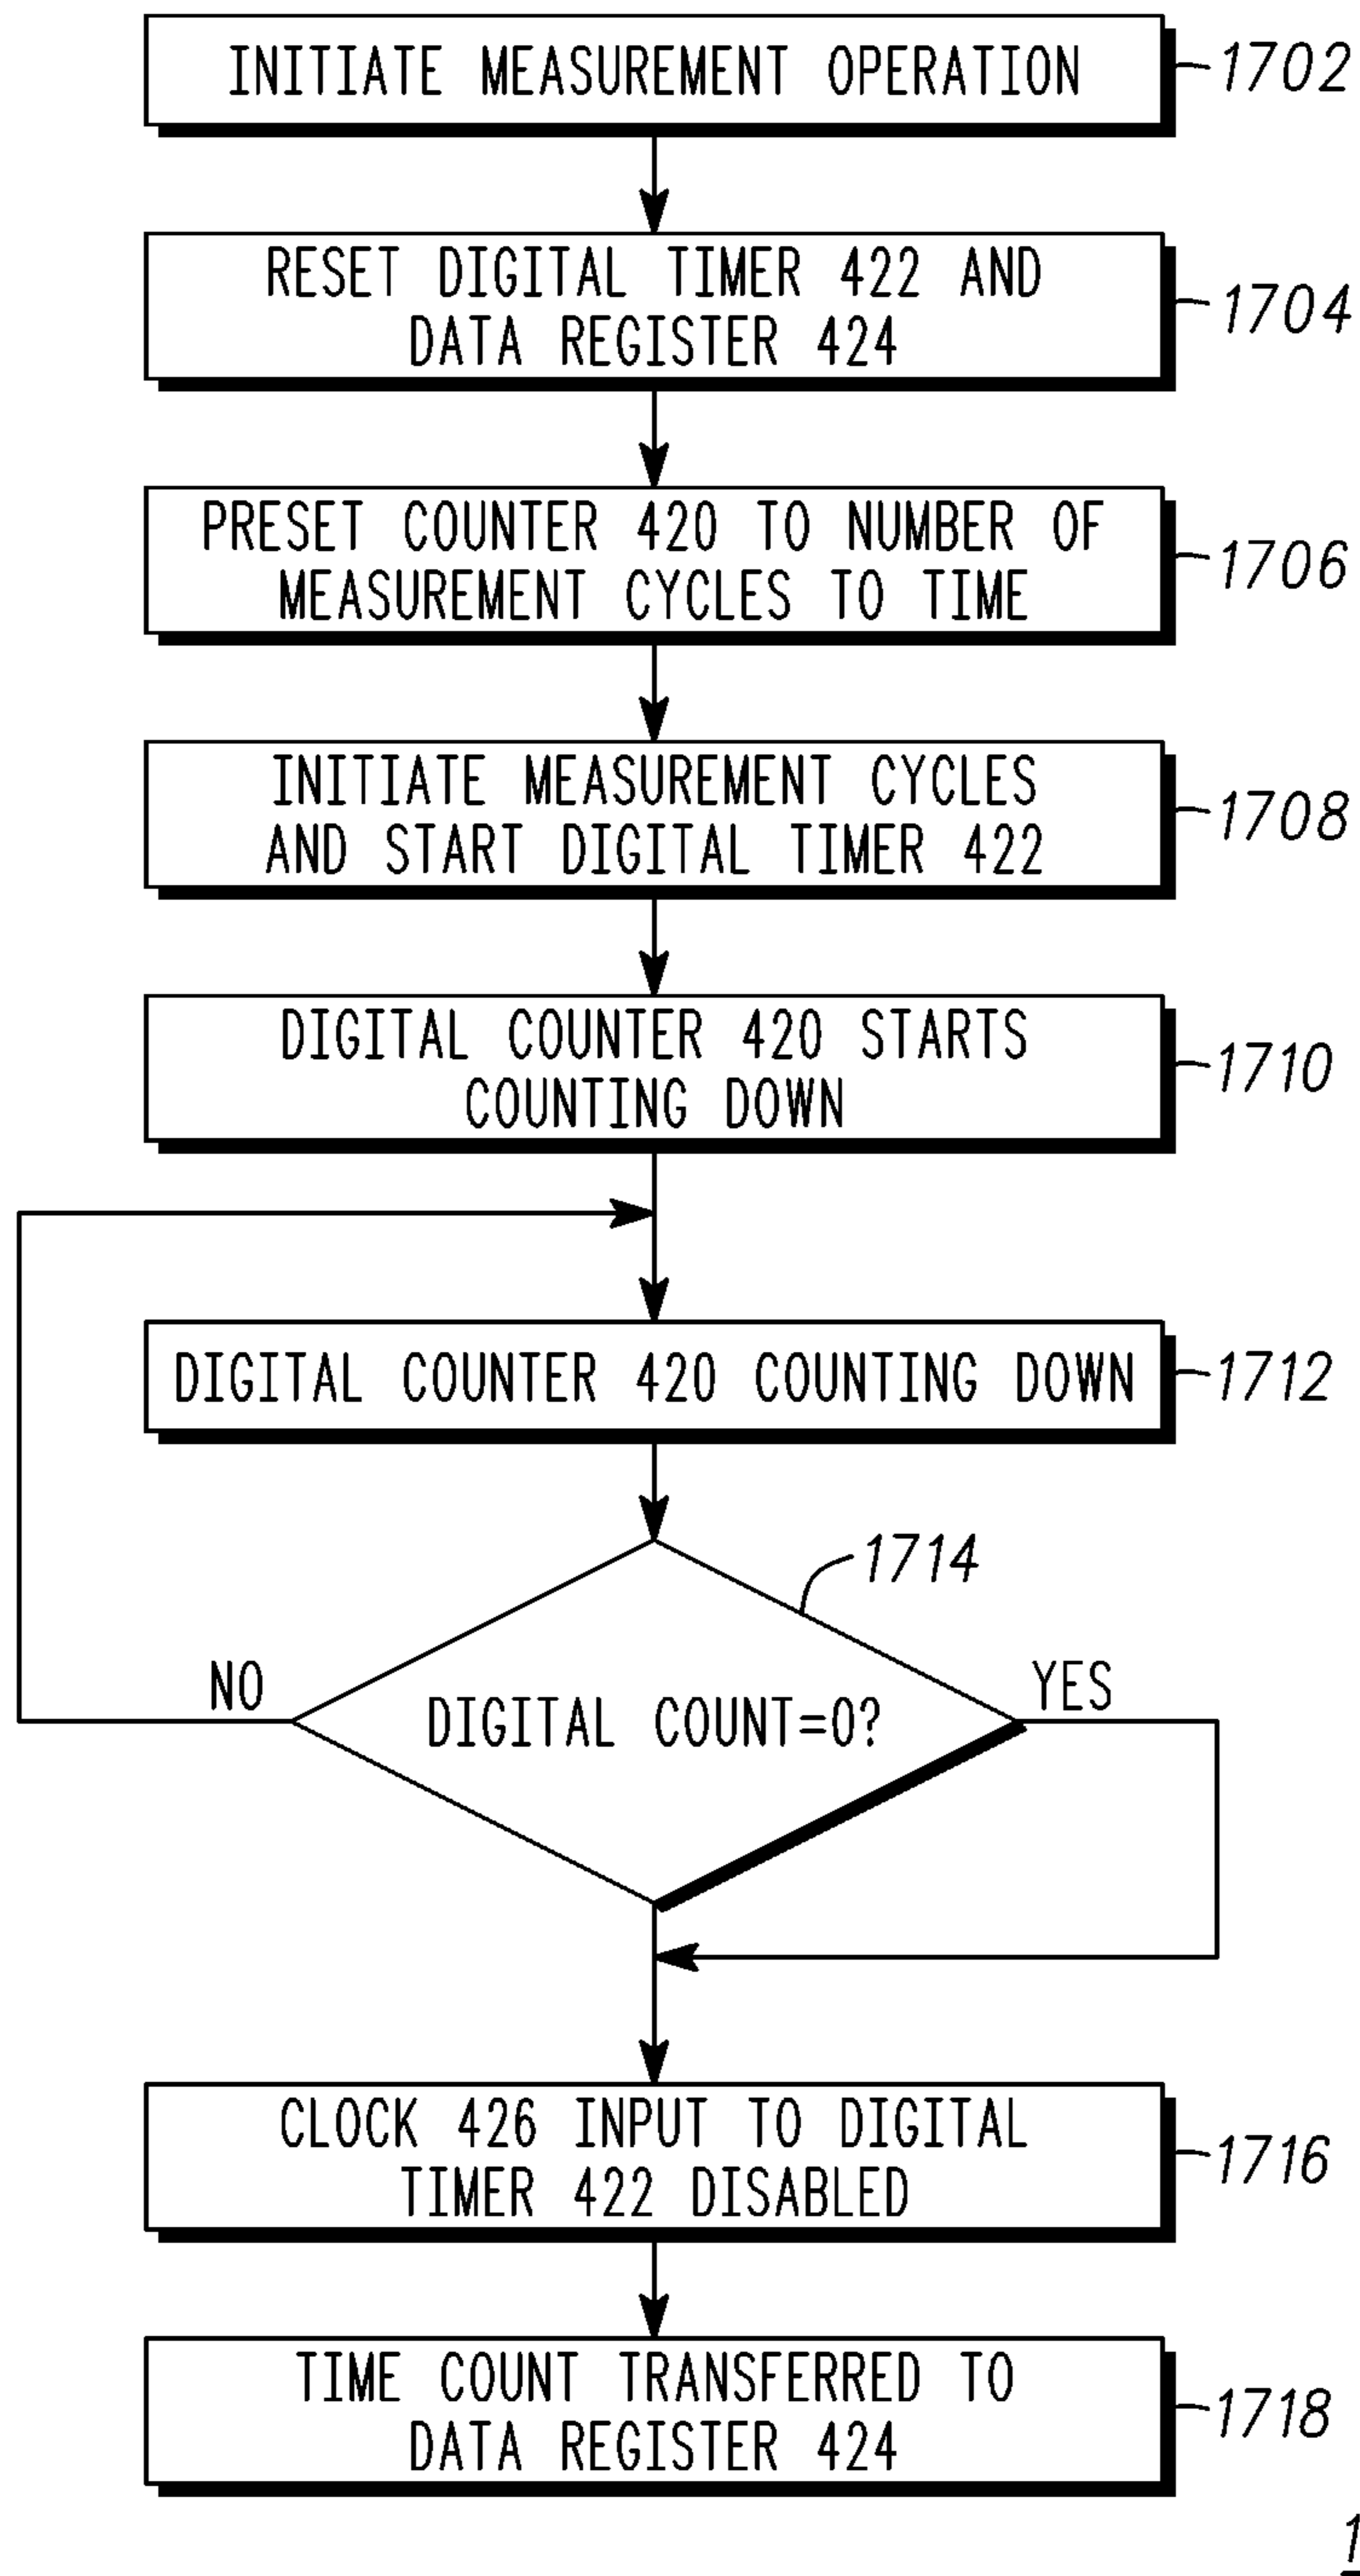 INITIATE MEASUREMENT OPERATION
1702
RESET DIGITAL TIMER 422 AND
DATA REGISTER 424
1704
PRESET COUNTER 420 TO NUMBER OF
MEASUREMENT CYCLES TO TIME
1706
INITIATE MEASUREMENT CYCLES
AND START DIGITAL TIMER 422
1708
DIGITAL COUNTER 420 STARTS
COUNTING DOWN
1710
DIGITAL COUNTER 420 COUNTING DOWN
1712
1714
NO
YES
DIGITAL COUNT=0?
CLOCK 426 INPUT TO DIGITAL
TIMER 422 DISABLED
1716
TIME COUNT TRANSFERRED TO
DATA REGISTER 424
1718